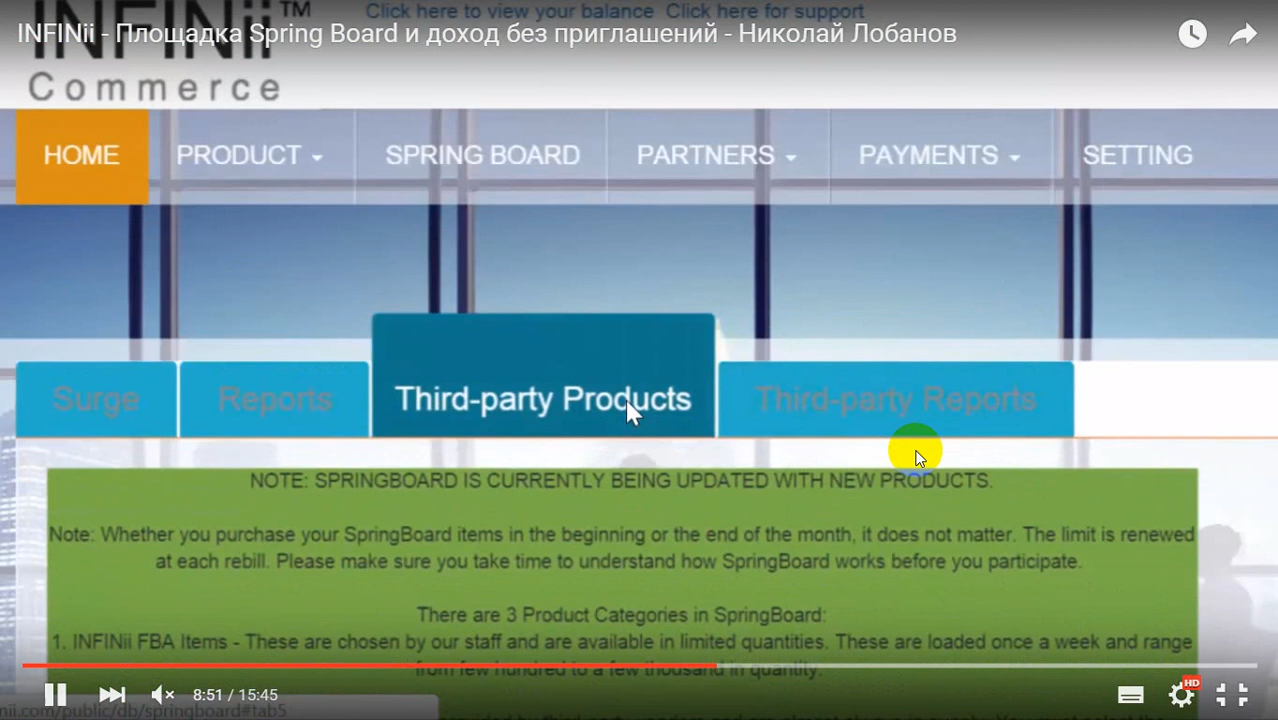 INFINii™
Click here to view your balance Click here for support
INFINii - Площадка Spring Board и доход без приглашений - Николай Лобанов
Commerce
HOME PRODUCT SPRING BOARD PARTNERS PAYMENTS SETTING
Surge Reports Third-party Products Third-party Reports
NOTE: SPRINGBOARD IS CURRENTLY BEING UPDATED WITH NEW PRODUCTS.
Note: Whether you purchase your SpringBoard items in the beginning or the end of the month, it does not matter. The limit is renewed
at each rebill. Please make sure you take time to understand how SpringBoard works before you participate.
There are 3 Product Categories in SpringBoard:
1. INFINii FBA Items - These are chosen by our staff and are available in limited quantities. These are loaded once a week and range
from few hundred to a few thousand in quantity.
HD
8:51 / 15:45
nii.com/public/db/springboard#tab5